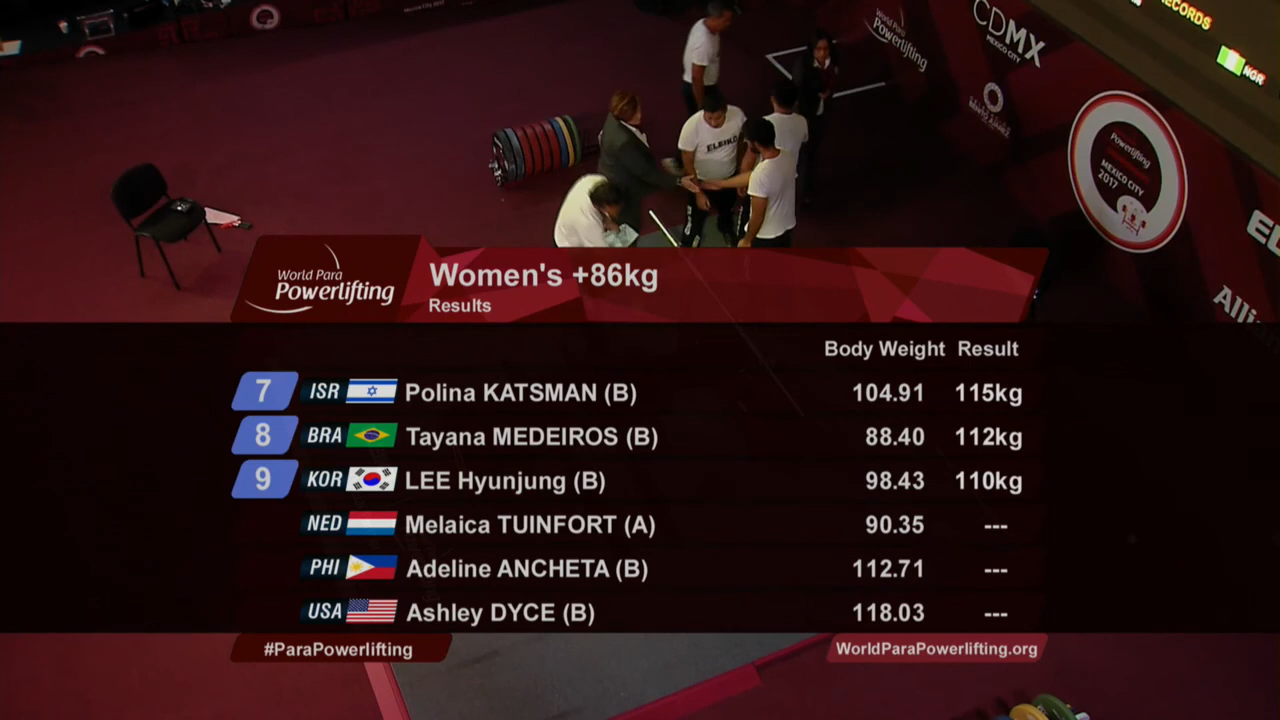 RECORDS
NGR
CDMX
MEXICO CITY
World Para
Powerlifting
ELEIKO
Powerlifting
MEXICO CITY
2017
World Para
Powerlifting
Women's +86kg
Results
Body Weight Result
7 ISR Polina KATSMAN (B) 104.91 115kg
8 BRA Tayana MEDEIROS (B) 88.40 112kg
9 KOR LEE Hyunjung (B) 98.43 110kg
NED Melaica TUINFORT (A) 90.35 ---
PHI Adeline ANCHETA (B) 112.71 ---
USA Ashley DYCE (B) 118.03 ---
#ParaPowerlifting
WorldParaPowerlifting.org